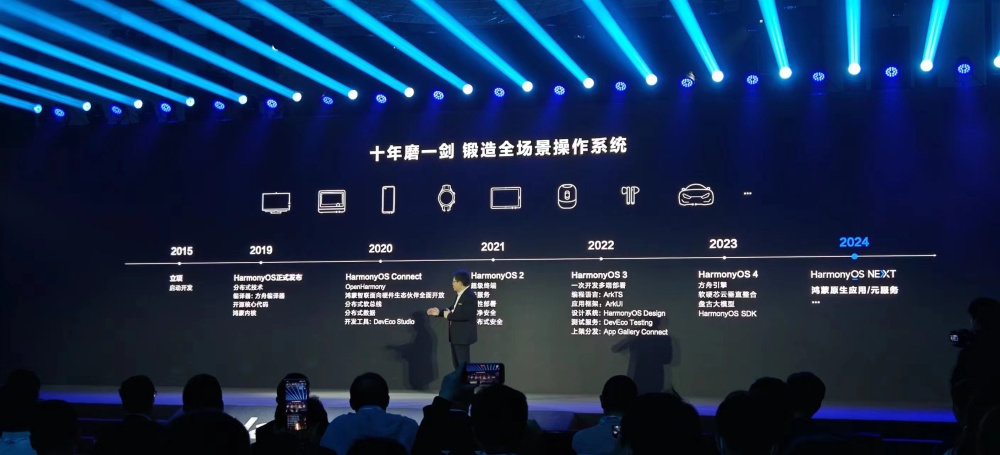 十年磨一剑 锻造全场景操作系统
2015
立项
启动开发
2019
HarmonyOS正式发布
分布式技术
编译器：方舟编译器
开源核心代码
鸿蒙内核
2020
HarmonyOS Connect
OpenHarmony
鸿蒙智联面向硬件生态伙伴全面开放
分布式软总线
分布式数据
开发工具：DevEco Studio
2021
HarmonyOS 2
级终端
服务
性部署
净安全
布式安全
2022
HarmonyOS 3
一次开发多端部署
编程语言：ArkTS
应用框架：ArkUI
设计系统：HarmonyOS Design
测试服务：DevEco Testing
上架分发：App Gallery Connect
2023
HarmonyOS 4
方舟引擎
软硬芯云垂直整合
盘古大模型
HarmonyOS SDK
2024
HarmonyOS NEXT
鸿蒙原生应用/元服务
...